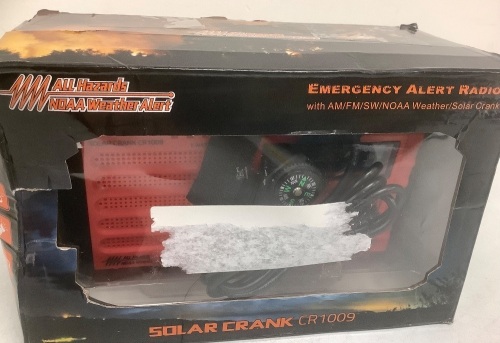 ALL Hazards
NOAA Weather Alert
EMERGENCY ALERT RADIO
with AM/FM/SW/NOAA Weather/Solar Crank
SOLAR CRANK CR1009